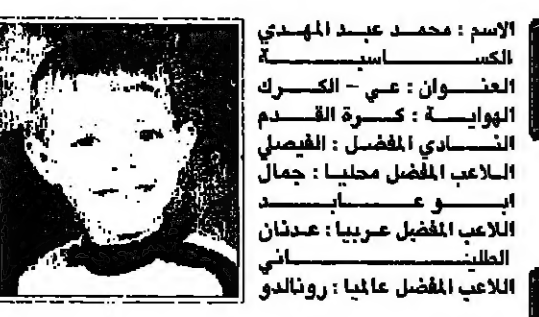 الاسم : محمد عبد المهدي
الكساسبة
العنوان : عي - الكرك
الهواية : كرة القدم
النادي المفضل : الفيصلي
اللاعب المفضل محليا : جمال
ابو عابد
اللاعب المفضل عربيا : عدنان
الطلياني
اللاعب المفضل عالميا : رونالدو